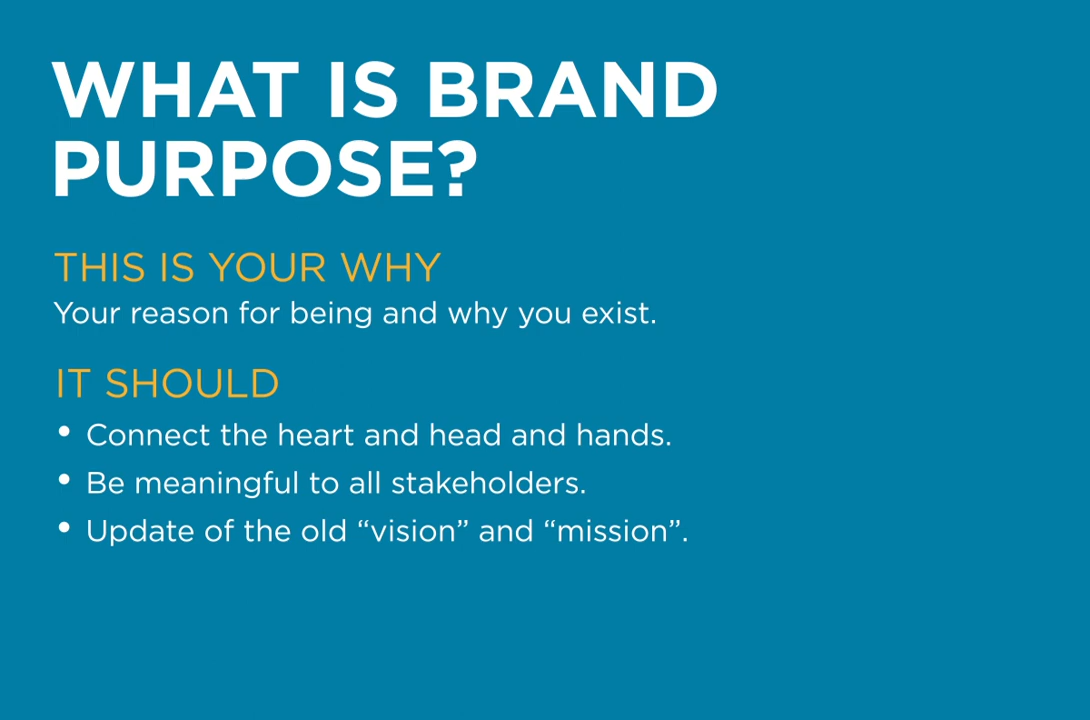 WHAT IS BRAND
PURPOSE?
THIS IS YOUR WHY
Your reason for being and why you exist.
IT SHOULD
• Connect the heart and head and hands.
• Be meaningful to all stakeholders.
• Update of the old “vision” and “mission”.